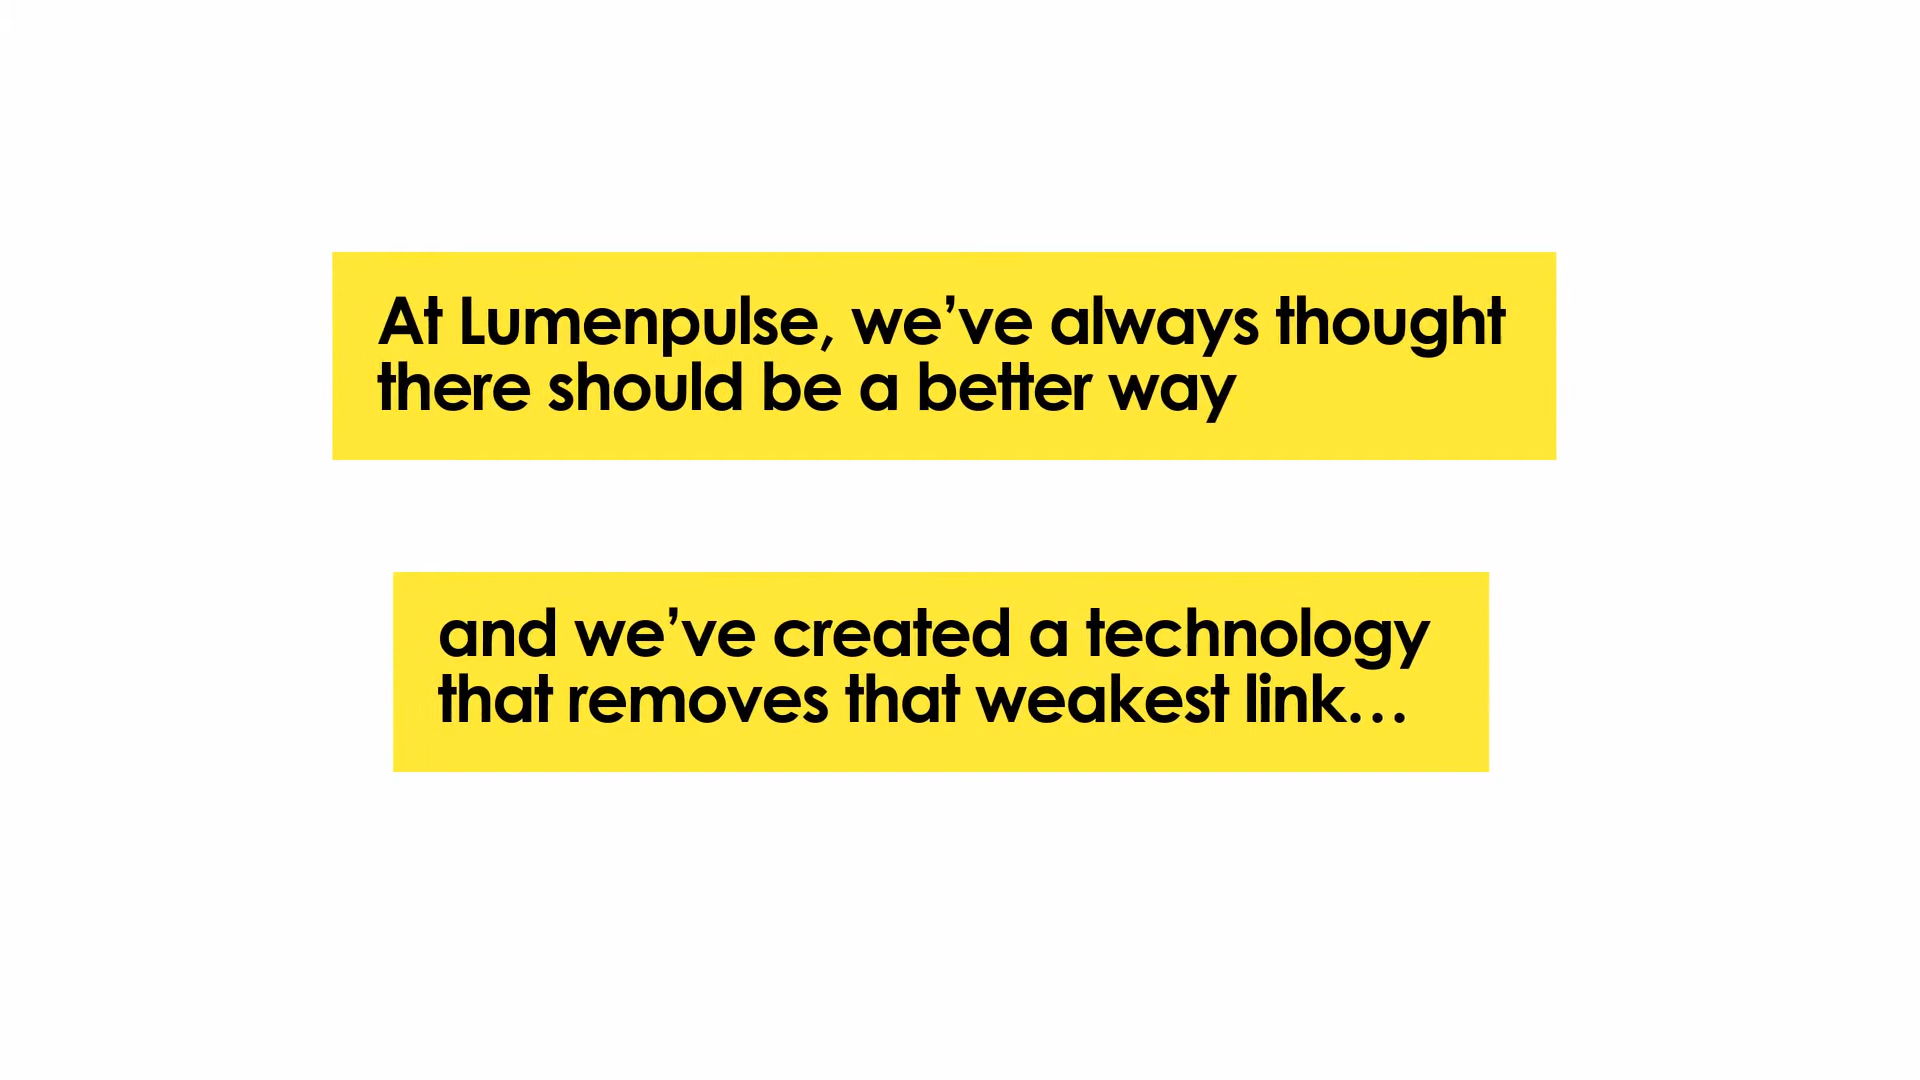 At Lumenpulse, we’ve always thought
there should be a better way
and we’ve created a technology
that removes that weakest link…